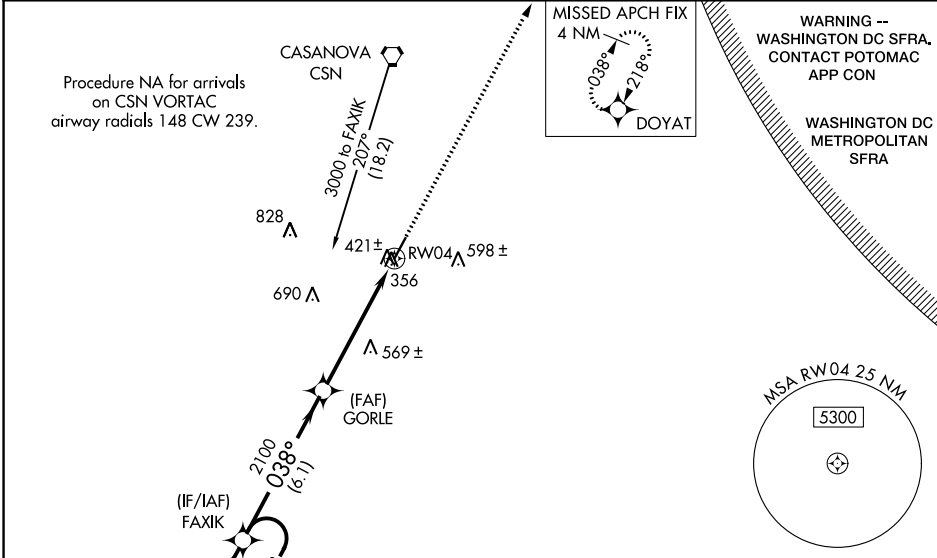 MISSED APCH FIX
4 NM
038°
218°
DOYAT
WARNING --
WASHINGTON DC SFRA.
CONTACT POTOMAC
APP CON
WASHINGTON DC
METROPOLITAN
SFRA
CASANOVA
CSN
Procedure NA for arrivals
on CSN VORTAC
airway radials 148 CW 239.
3000 to FAXIK
207°
(18.2)
828
421±
RW04
598 ±
356
690
569 ±
(FAF)
GORLE
2100
038°
(6.1)
(IF/IAF)
FAXIK
MSA RW04 25 NM
5300